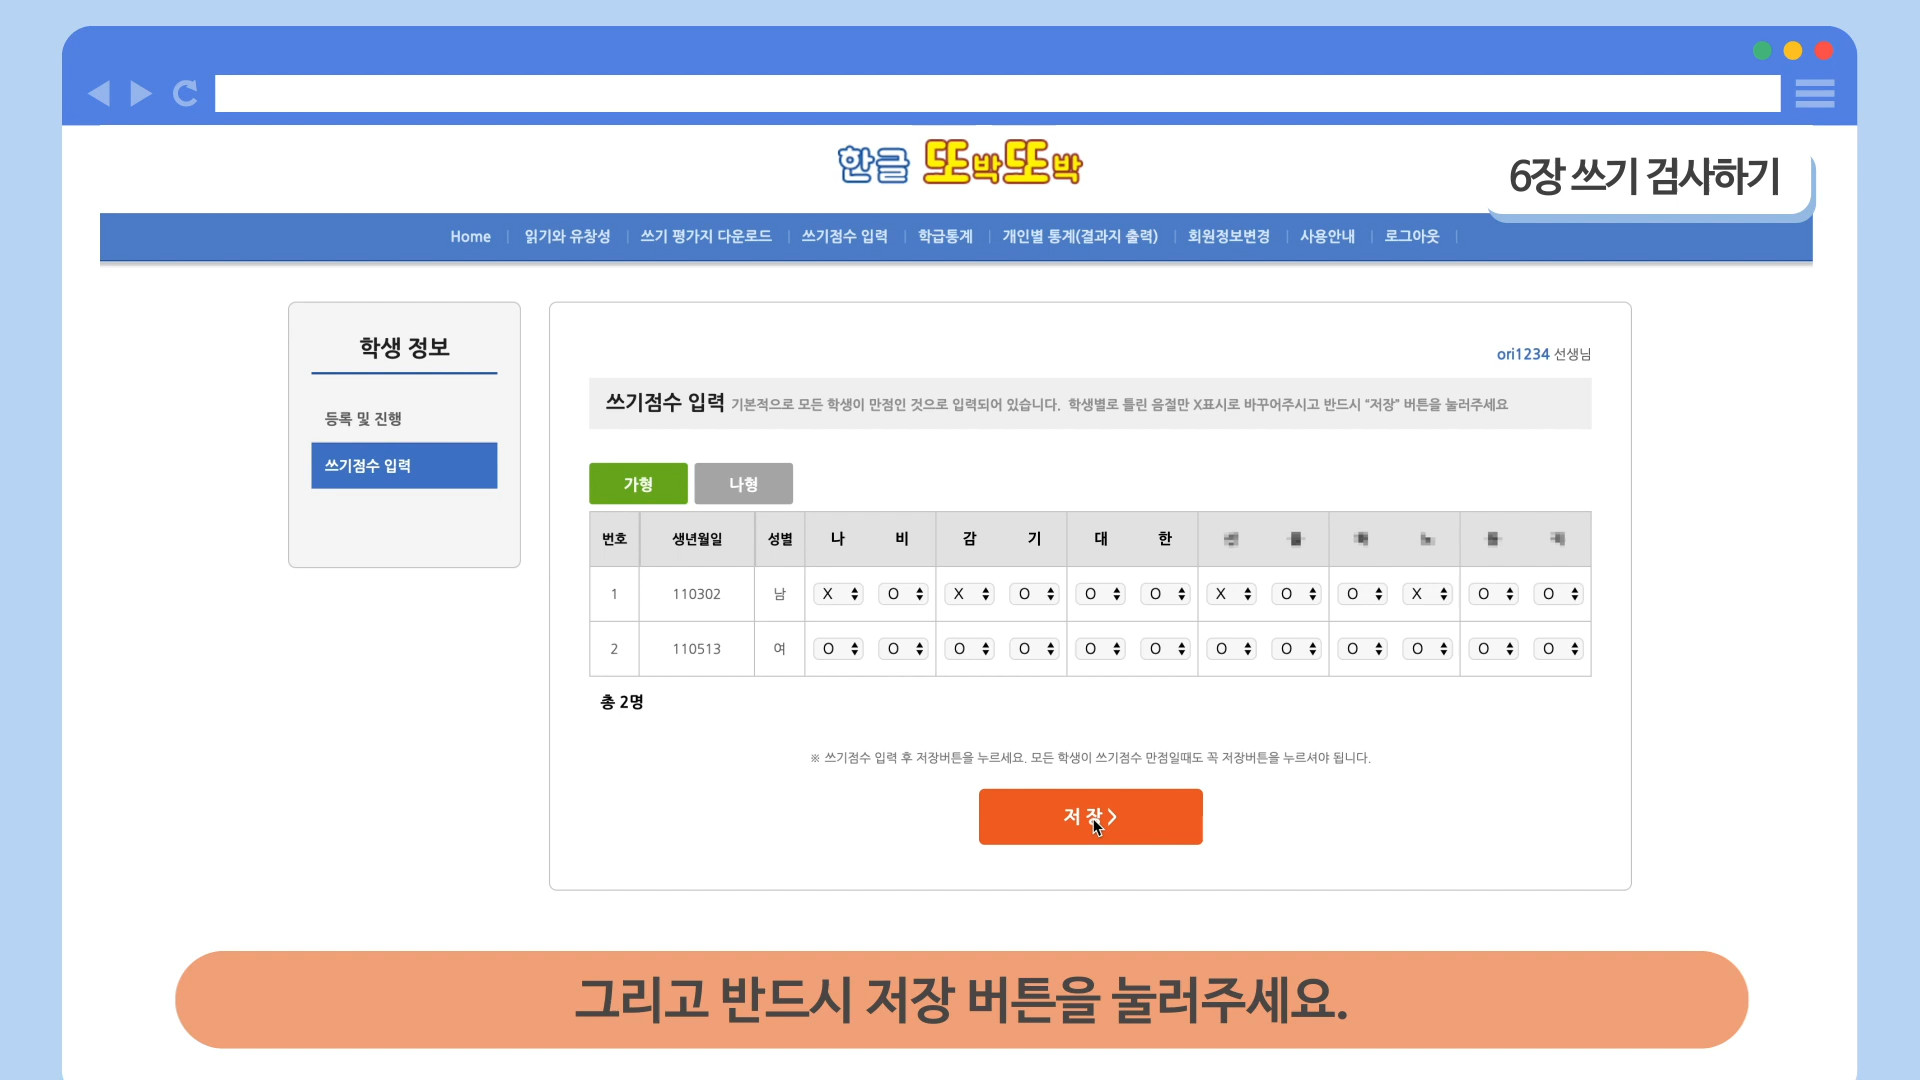 한글 또박또박
6장 쓰기 검사하기
Home 읽기와 유창성 쓰기 평가지 다운로드 쓰기점수 입력 학급통계 개인별 통계(결과지 출력) 회원정보변경 사용안내 로그아웃
학생 정보
등록 및 진행
쓰기점수 입력
ori1234 선생님
쓰기점수 입력 기본적으로 모든 학생이 만점인 것으로 입력되어 있습니다. 학생별로 틀린 음절만 X표시로 바꾸어주시고 반드시 "저장" 버튼을 눌러주세요
가형 나형
번호 생년월일 성별 나 비 감 기 대 한
1 110302 남 X O X O O O X O O X O O
2 110513 여 O O O O O O O O O O O O
총 2명
※ 쓰기점수 입력 후 저장버튼을 누르세요. 모든 학생이 쓰기점수 만점일때도 꼭 저장버튼을 누르셔야 됩니다.
저 장 >
그리고 반드시 저장 버튼을 눌러주세요.